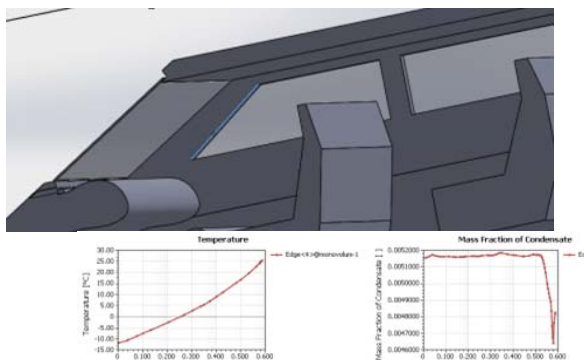 Temperature
Edge<X>@monovolum-1
Temperature [°C]
30.00
25.00
20.00
15.00
10.00
5.00
0
-5.00
-10.00
-15.00
0 0.100 0.200 0.300 0.400 0.500 0.600
Mass Fraction of Condensate
Ed
Mass Fraction of Condensate [ ]
0.0052000
0.0051000
0.0050000
0.0049000
0.0048000
0.0047000
0.0046000
0 0.100 0.200 0.300 0.400 0.500 0.600